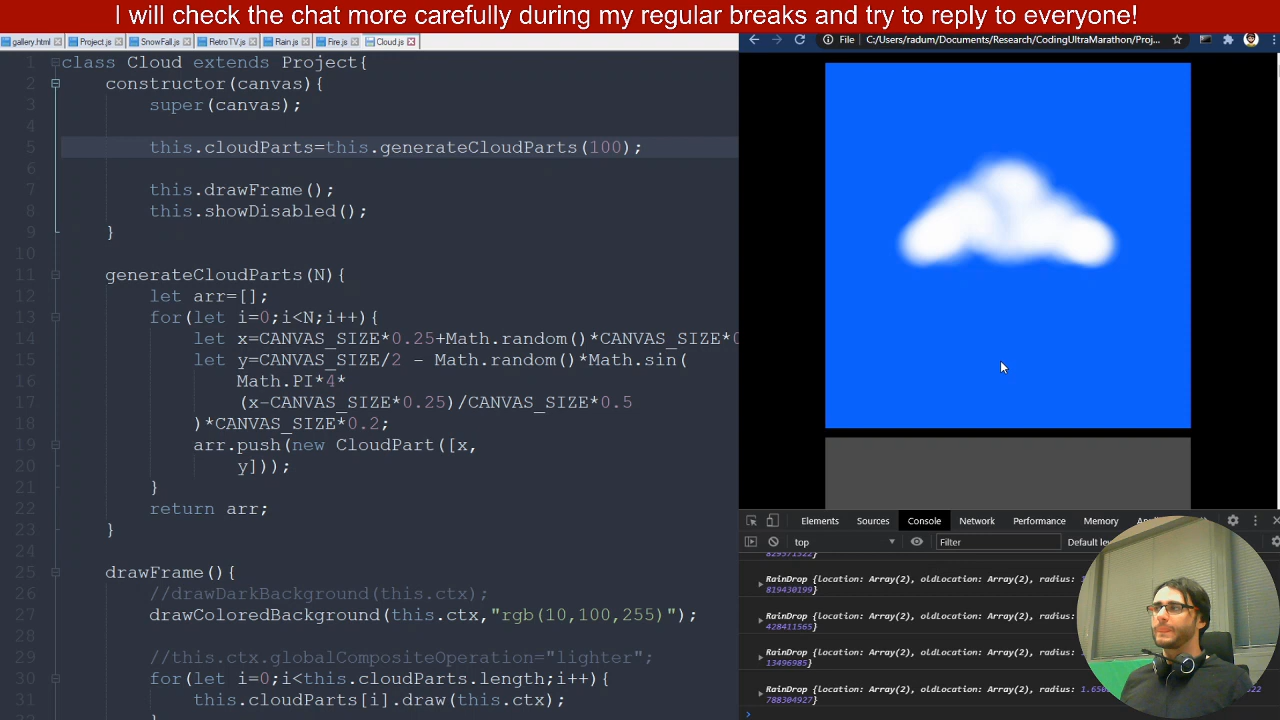 I will check the chat more carefully during my regular breaks and try to reply to everyone!
gallery.html Project.js SnowFall.js RetroTV.js Rain.js Fire.js Cloud.js
File C:/Users/radum/Documents/Research/CodingUltraMarathon/Proj...
1 class Cloud extends Project{
2 constructor(canvas){
3 super(canvas);
4
5 this.cloudParts=this.generateCloudParts(100);
6
7 this.drawFrame();
8 this.showDisabled();
9 }
10
11 generateCloudParts(N){
12 let arr=[];
13 for(let i=0;i<N;i++){
14 let x=CANVAS_SIZE*0.25+Math.random()*CANVAS_SIZE*0
15 let y=CANVAS_SIZE/2 - Math.random()*Math.sin(
16 Math.PI*4*
17 (x-CANVAS_SIZE*0.25)/CANVAS_SIZE*0.5
18 )*CANVAS_SIZE*0.2;
19 arr.push(new CloudPart([x,
20 y]));
21 }
22 return arr;
23 }
24
25 drawFrame(){
26 //drawDarkBackground(this.ctx);
27 drawColoredBackground(this.ctx,"rgb(10,100,255)");
28
29 //this.ctx.globalCompositeOperation="lighter";
30 for(let i=0;i<this.cloudParts.length;i++){
31 this.cloudParts[i].draw(this.ctx);
}
Elements Sources Console Network Performance Memory
top Filter Default
RainDrop {location: Array(2), oldLocation: Array(2), radius: 1
819430199}
RainDrop {location: Array(2), oldLocation: Array(2), radius:
428411565}
RainDrop {location: Array(2), oldLocation: Array(2), radius:
13496985}
RainDrop {location: Array(2), oldLocation: Array(2), radius:
788304927}